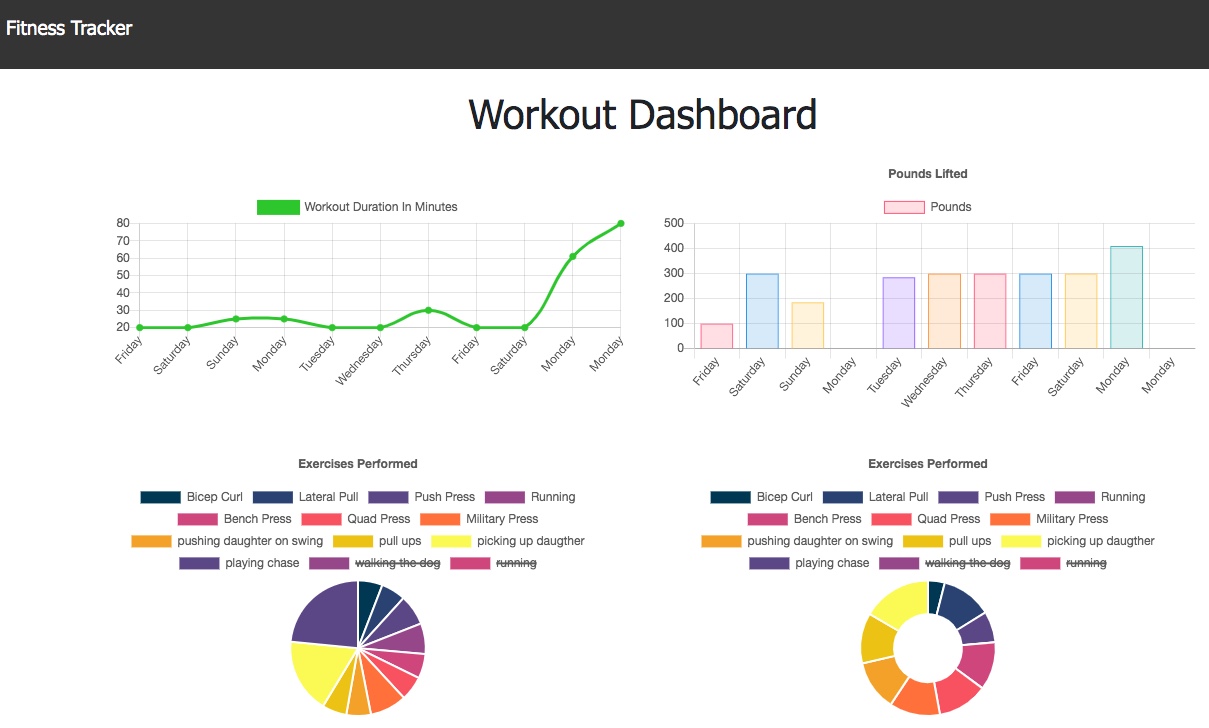 Fitness Tracker
Workout Dashboard
Workout Duration In Minutes
80
70
60
50
40
30
20
Friday Saturday Sunday Monday Tuesday Wednesday Thursday Friday Saturday Monday Monday
Pounds Lifted
Pounds
500
400
300
200
100
0
Friday Saturday Sunday Monday Tuesday Wednesday Thursday Friday Saturday Monday Monday
Exercises Performed
Bicep Curl Lateral Pull Push Press Running
Bench Press Quad Press Military Press
pushing daughter on swing pull ups picking up daugther
playing chase walking the dog running
Exercises Performed
Bicep Curl Lateral Pull Push Press Running
Bench Press Quad Press Military Press
pushing daughter on swing pull ups picking up daugther
playing chase walking the dog running